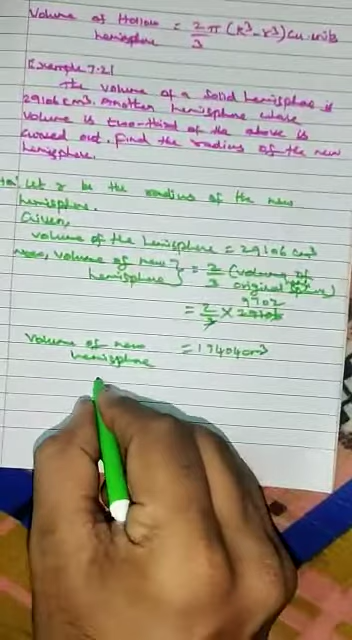 Volume of Hollow hemisphere } = 2/3 π (R³-r³) cu.units
Example 7.21
The volume of a solid hemisphere is
29106 cm³. Another hemisphere whose
volume is two-third of the above is
carved out. Find the radius of the new
hemisphere.
Let r be the radius of the new
hemisphere.
Given,
volume of the hemisphere = 29106 cm³
Now, volume of new hemisphere } = 2/3 (volume of original
9702
= 2/3 × 29106
Volume of new hemisphere = 19404 cm³